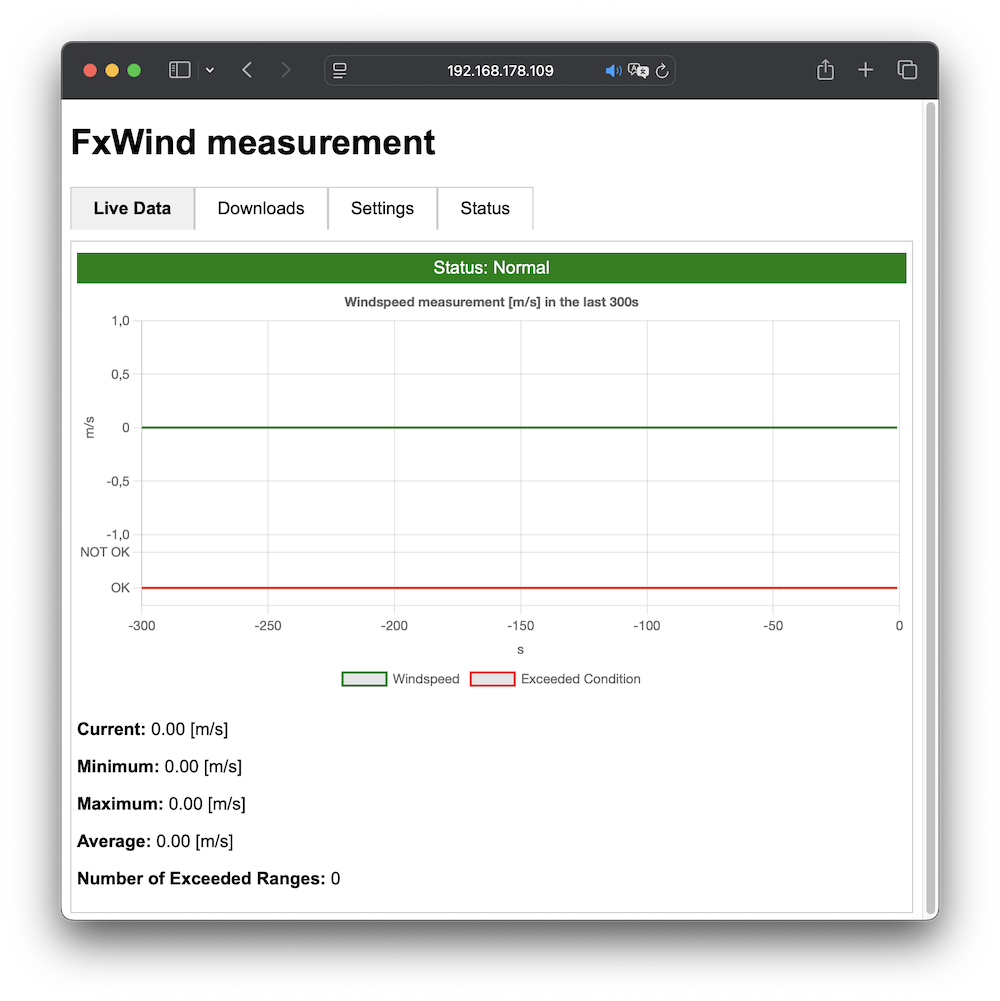 192.168.178.109
FxWind measurement
Live Data Downloads Settings Status
Status: Normal
Windspeed measurement [m/s] in the last 300s
1,0
0,5
m/s
0
-0,5
-1,0
NOT OK
OK
-300 -250 -200 -150 -100 -50 0
s
Windspeed Exceeded Condition
Current: 0.00 [m/s]
Minimum: 0.00 [m/s]
Maximum: 0.00 [m/s]
Average: 0.00 [m/s]
Number of Exceeded Ranges: 0